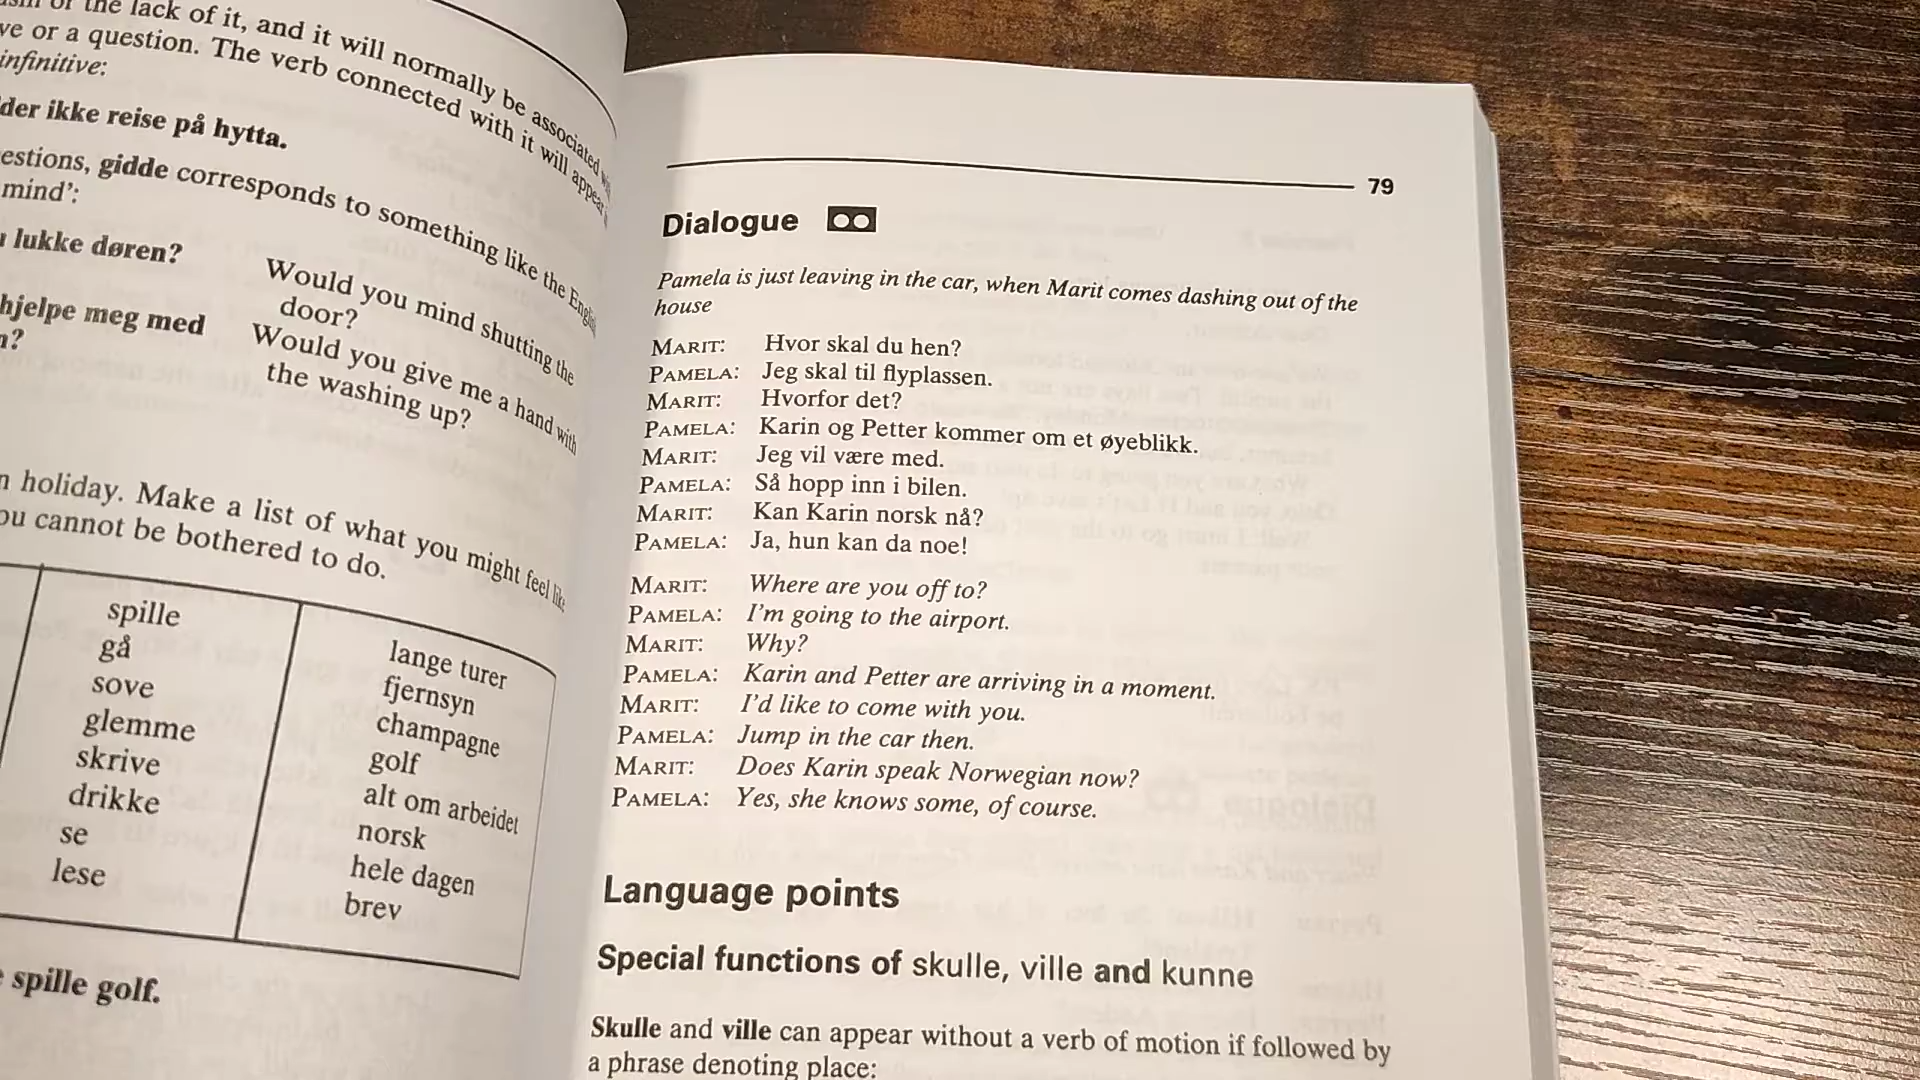 of the lack of it, and it will normally be associated
ve or a question. The verb connected with it will appear
infinitive:
der ikke reise på hytta.
estions, gidde corresponds to something like the English
mind’:
lukke døren?
Would you mind shutting the
door?
hjelpe meg med
?
Would you give me a hand with
the washing up?
n holiday. Make a list of what you might feel like
ou cannot be bothered to do.
spille
gå
sove
glemme
skrive
drikke
se
lese
lange turer
fjernsyn
champagne
golf
alt om arbeidet
norsk
hele dagen
brev
spille golf.
79
Dialogue
Pamela is just leaving in the car, when Marit comes dashing out of the
house
MARIT: Hvor skal du hen?
PAMELA: Jeg skal til flyplassen.
MARIT: Hvorfor det?
PAMELA: Karin og Petter kommer om et øyeblikk.
MARIT: Jeg vil være med.
PAMELA: Så hopp inn i bilen.
MARIT: Kan Karin norsk nå?
PAMELA: Ja, hun kan da noe!
MARIT: Where are you off to?
PAMELA: I’m going to the airport.
MARIT: Why?
PAMELA: Karin and Petter are arriving in a moment.
MARIT: I’d like to come with you.
PAMELA: Jump in the car then.
MARIT: Does Karin speak Norwegian now?
PAMELA: Yes, she knows some, of course.
Language points
Special functions of skulle, ville and kunne
Skulle and ville can appear without a verb of motion if followed by
a phrase denoting place: